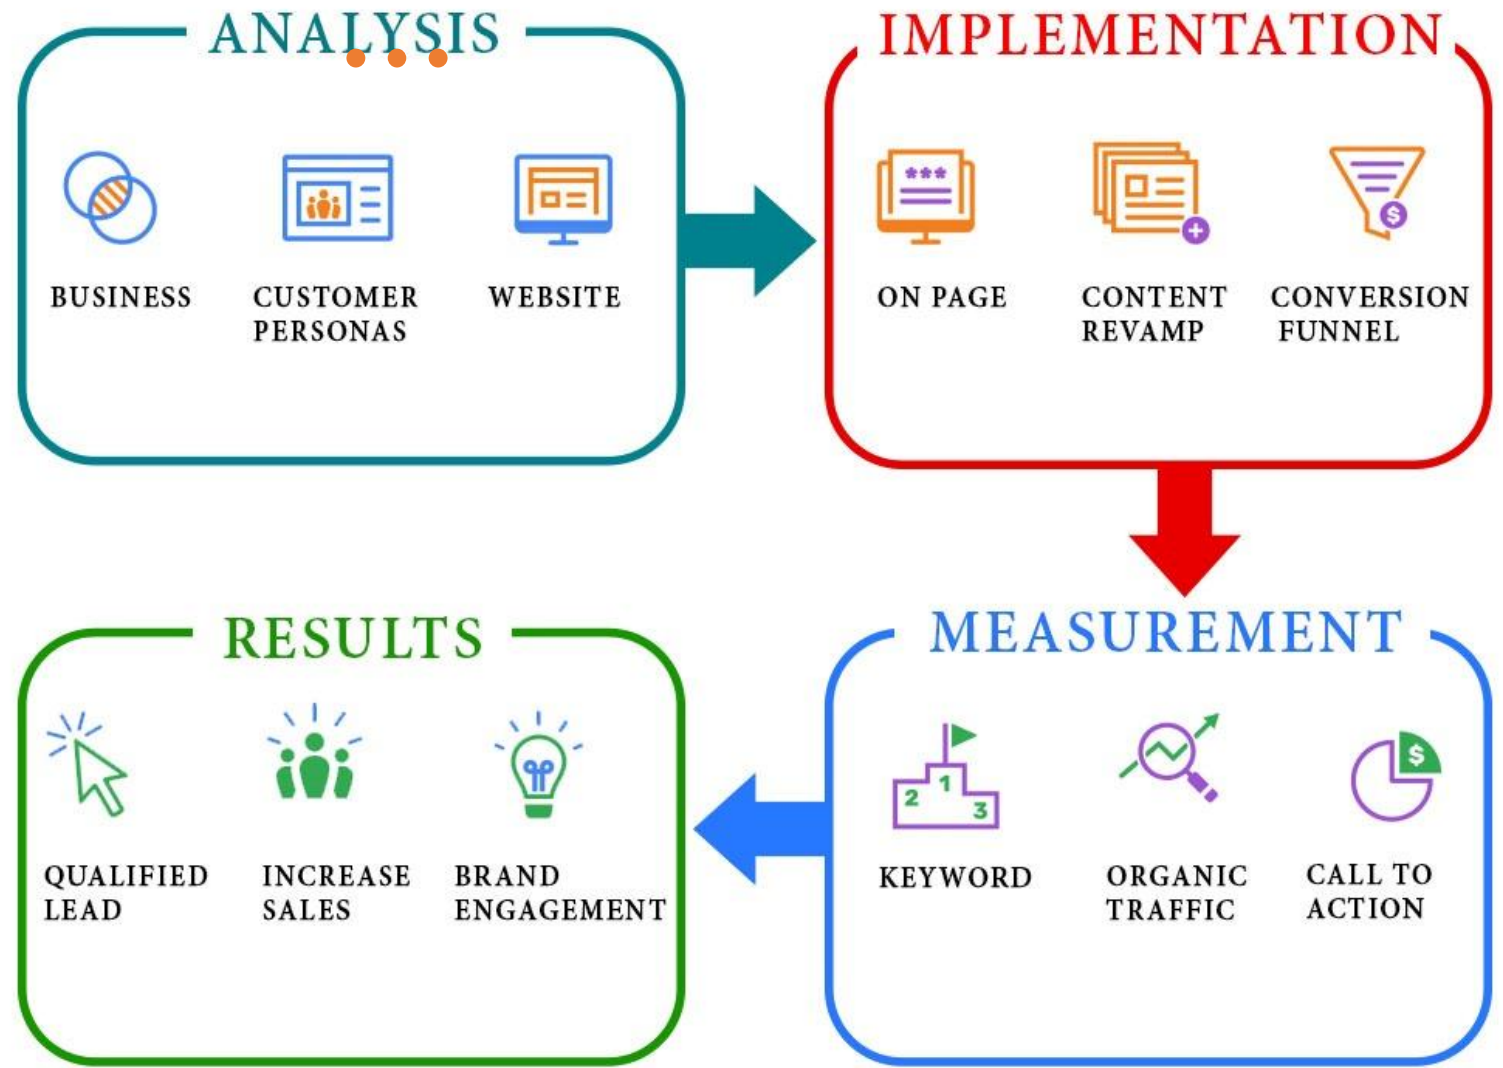 ANALYSIS
IMPLEMENTATION
***
$
+
BUSINESS
CUSTOMER
PERSONAS
WEBSITE
ON PAGE
CONTENT
REVAMP
CONVERSION
FUNNEL
RESULTS
MEASUREMENT
2
1
3
$
QUALIFIED
LEAD
INCREASE
SALES
BRAND
ENGAGEMENT
KEYWORD
ORGANIC
TRAFFIC
CALL TO
ACTION